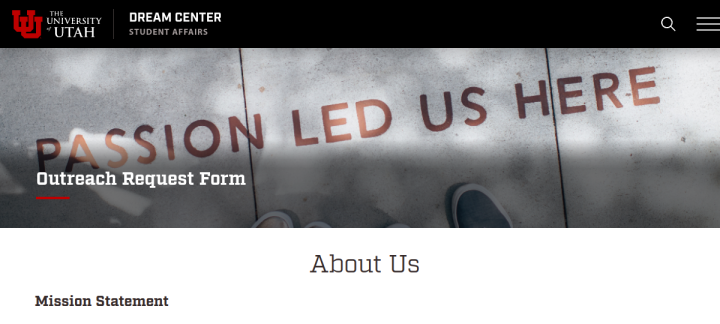 THE
UNIVERSITY
of UTAH
DREAM CENTER
STUDENT AFFAIRS
PASSION LED US HERE
Outreach Request Form
About Us
Mission Statement